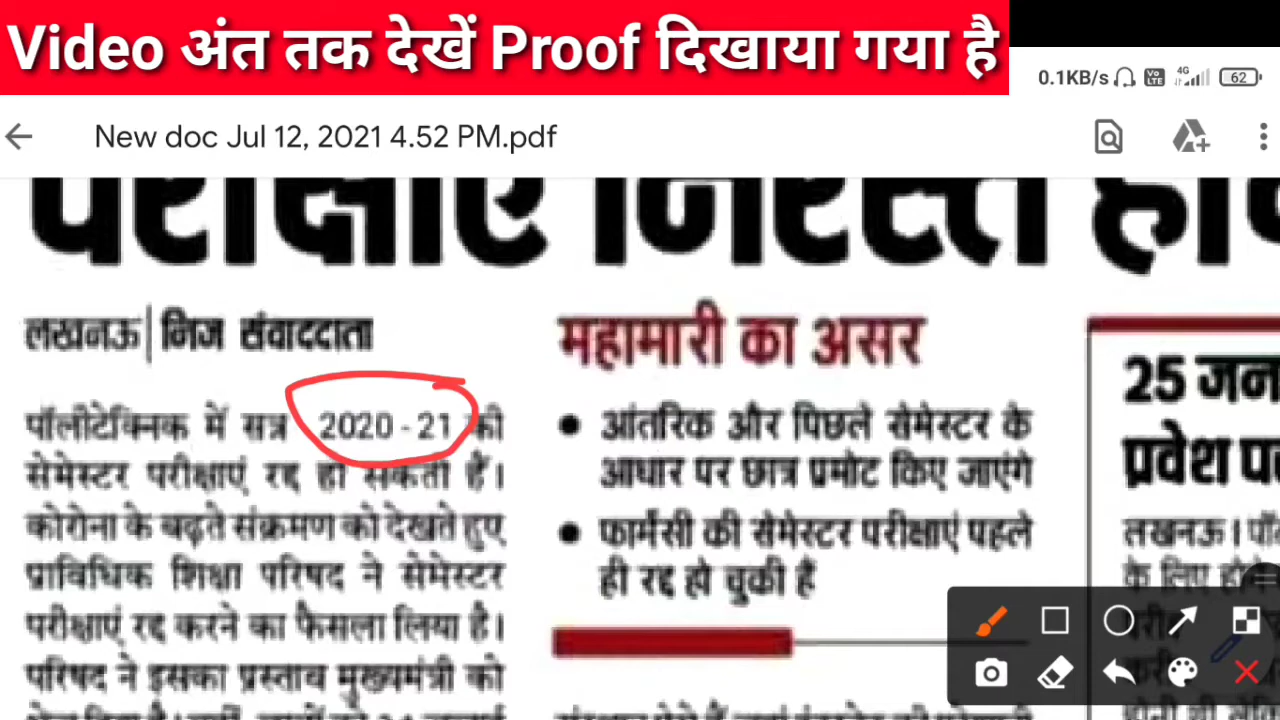 Video अंत तक देखें Proof दिखाया गया है
0.1KB/s 4G 62
New doc Jul 12, 2021 4.52 PM.pdf
परीक्षाएं निरस्त
लखनऊ | निज संवाददाता
पॉलीटेक्निक में सत्र 2020 - 21 की
सेमेस्टर परीक्षाएं रद्द हो सकती हैं।
कोरोना के बढ़ते संक्रमण को देखते हुए
प्राविधिक शिक्षा परिषद ने सेमेस्टर
परीक्षाएं रद्द करने का फैसला लिया है।
परिषद ने इसका प्रस्ताव मुख्यमंत्री को
महामारी का असर
• आंतरिक और पिछले सेमेस्टर के
आधार पर छात्र प्रमोट किए जाएंगे
• फार्मेसी की सेमेस्टर परीक्षाएं पहले
ही रद्द हो चुकी हैं
25 जन
प्रवेश
लखनऊ।
के लिए